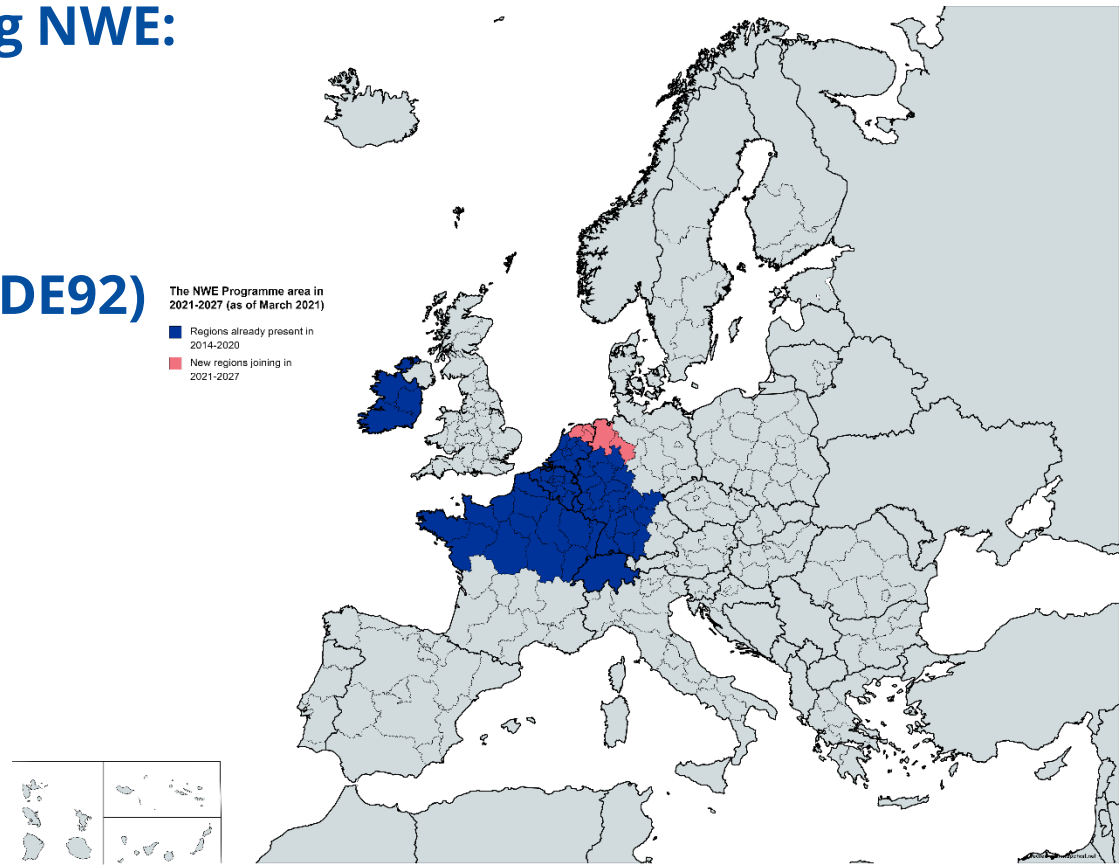 g NWE:
DE92)
The NWE Programme area in
2021-2027 (as of March 2021)
Regions already present in
2014-2020
New regions joining in
2021-2027